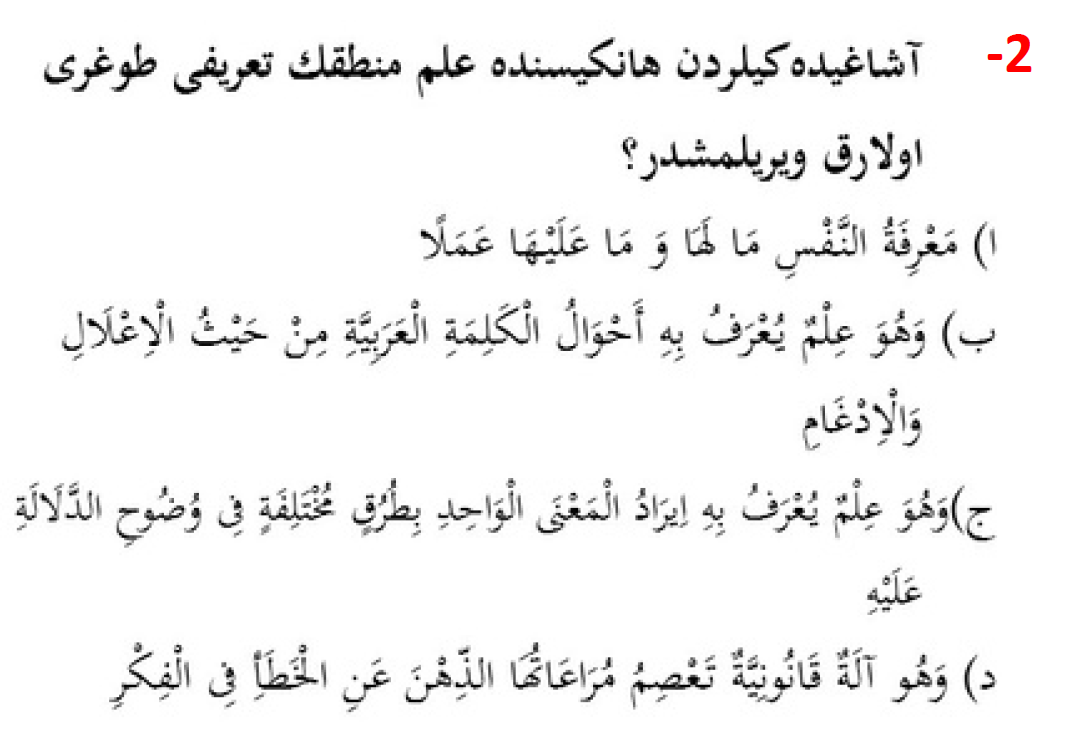 2- آشاغیده‌کیلردن هانکیسنده علم منطقك تعریفی طوغری
اولارق ویریلمشدر؟
ا) مَعْرِفَةُ النَّفْسِ مَا لَهَا وَ مَا عَلَيْهَا عَمَلًا
ب) وَهُوَ عِلْمٌ يُعْرَفُ بِهِ أَحْوَالُ الْكَلِمَةِ الْعَرَبِيَّةِ مِنْ حَيْثُ الْاِعْلَالِ
وَالْاِدْغَامِ
ج)وَهُوَ عِلْمٌ يُعْرَفُ بِهِ اِيرَادُ الْمَعْنَى الْوَاحِدِ بِطُرُقٍ مُخْتَلِفَةٍ فِى وُضُوحِ الدَّلَالَةِ
عَلَيْهِ
د) وَهُو آلَةٌ قَانُونِيَّةٌ تَعْصِمُ مُرَاعَاتُهَا الذِّهْنَ عَنِ الْخَطَأِ فِى الْفِكْرِ